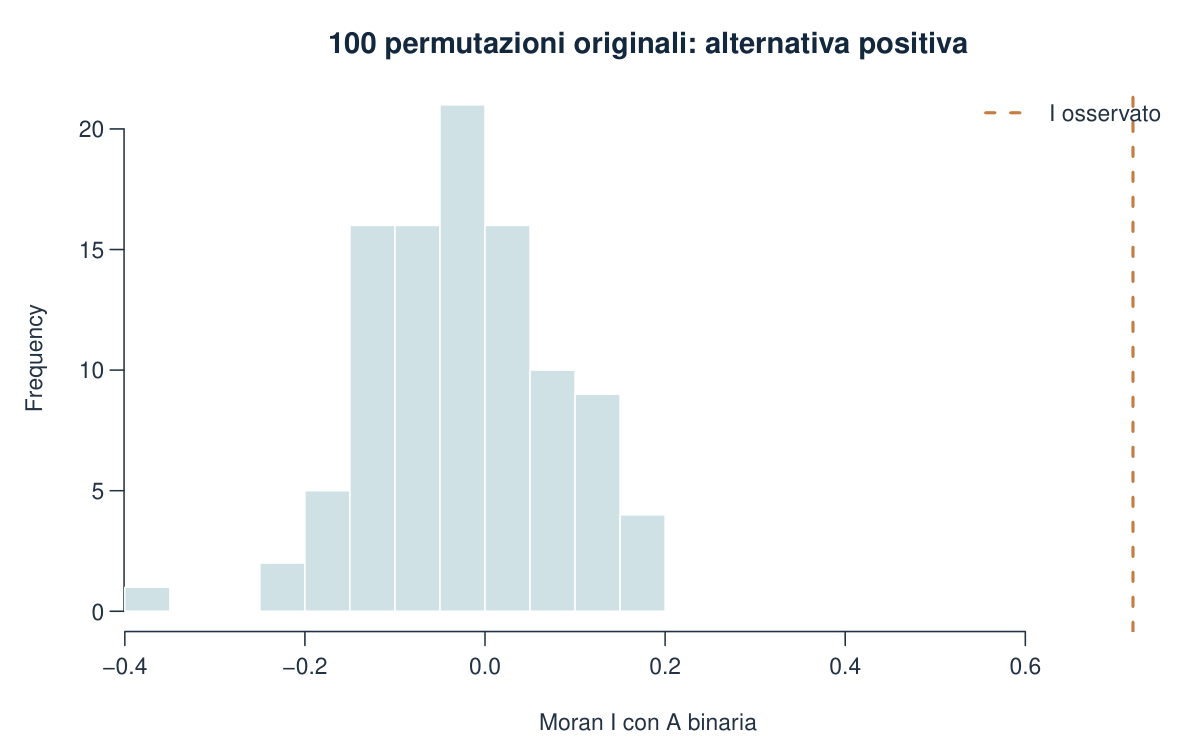 100 permutazioni originali: alternativa positiva
I osservato
Frequency
20
15
10
5
0
−0.4 −0.2 0.0 0.2 0.4 0.6
Moran I con A binaria